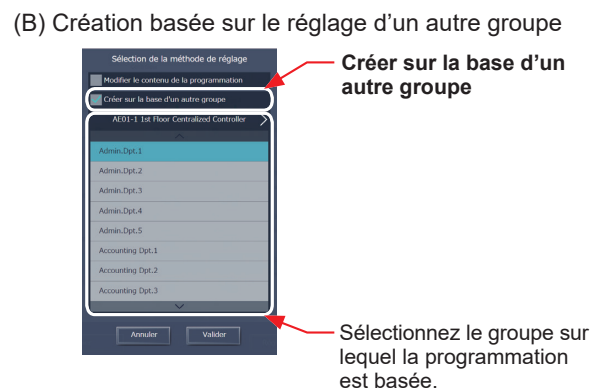 (B) Création basée sur le réglage d'un autre groupe
Sélection de la méthode de réglage
Modifier le contenu de la programmation
Créer sur la base d'un autre groupe
AE01-1 1st Floor Centralized Controller
Admin.Dpt.1
Admin.Dpt.2
Admin.Dpt.3
Admin.Dpt.4
Admin.Dpt.5
Accounting Dpt.1
Accounting Dpt.2
Accounting Dpt.3
Annuler
Valider
Créer sur la base d'un
autre groupe
Sélectionnez le groupe sur
lequel la programmation
est basée.